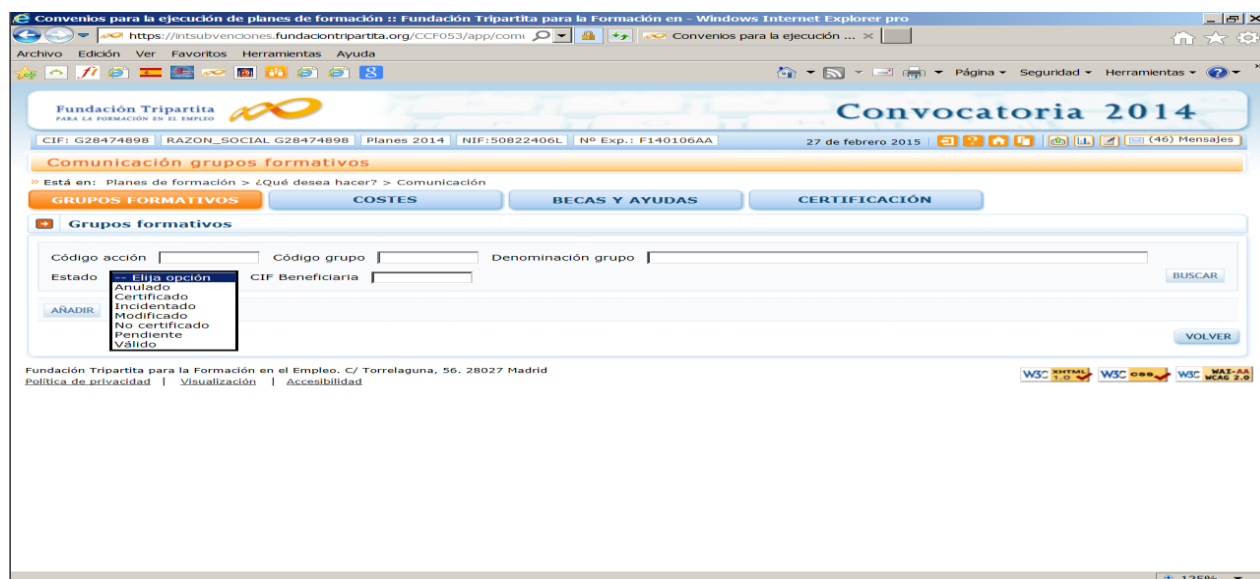 Convenios para la ejecución de planes de formación :: Fundación Tripartita para la Formación en - Windows Internet Explorer pro
https://intsubvenciones.fundaciontripartita.org/CCF053/app/comu
Convenios para la ejecución ...
Archivo Edición Ver Favoritos Herramientas Ayuda
Página Seguridad Herramientas
Fundación Tripartita
PARA LA FORMACIÓN EN EL EMPLEO
Convocatoria 2014
CIF: G28474898 RAZON_SOCIAL G28474898 Planes 2014 NIF:50822406L Nº Exp.: F140106AA 27 de febrero 2015 (46) Mensajes
Comunicación grupos formativos
» Está en: Planes de formación > ¿Qué desea hacer? > Comunicación
GRUPOS FORMATIVOS COSTES BECAS Y AYUDAS CERTIFICACIÓN
Grupos formativos
Código acción Código grupo Denominación grupo
Estado -- Elija opción CIF Beneficiaria BUSCAR
Anulado
Certificado
Incidentado
Modificado
No certificado
Pendiente
Válido
AÑADIR
VOLVER
Fundación Tripartita para la Formación en el Empleo. C/ Torrelaguna, 56. 28027 Madrid
Política de privacidad | Visualización | Accesibilidad
W3C XHTML 1.0 W3C css W3C WAI-AA WCAG 2.0
125%